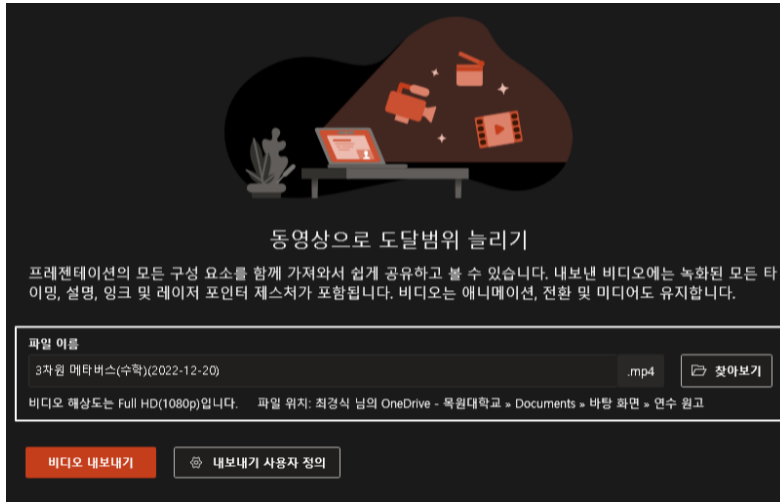 동영상으로 도달범위 늘리기
프레젠테이션의 모든 구성 요소를 함께 가져와서 쉽게 공유하고 볼 수 있습니다. 내보낸 비디오에는 녹화된 모든 타
이밍, 설명, 잉크 및 레이저 포인터 제스처가 포함됩니다. 비디오는 애니메이션, 전환 및 미디어도 유지합니다.
파일 이름
3차원 메타버스(수학)(2022-12-20) .mp4 찾아보기
비디오 해상도는 Full HD(1080p)입니다. 파일 위치: 최경식 님의 OneDrive - 목원대학교 » Documents » 바탕 화면 » 연수 원고
비디오 내보내기 내보내기 사용자 정의